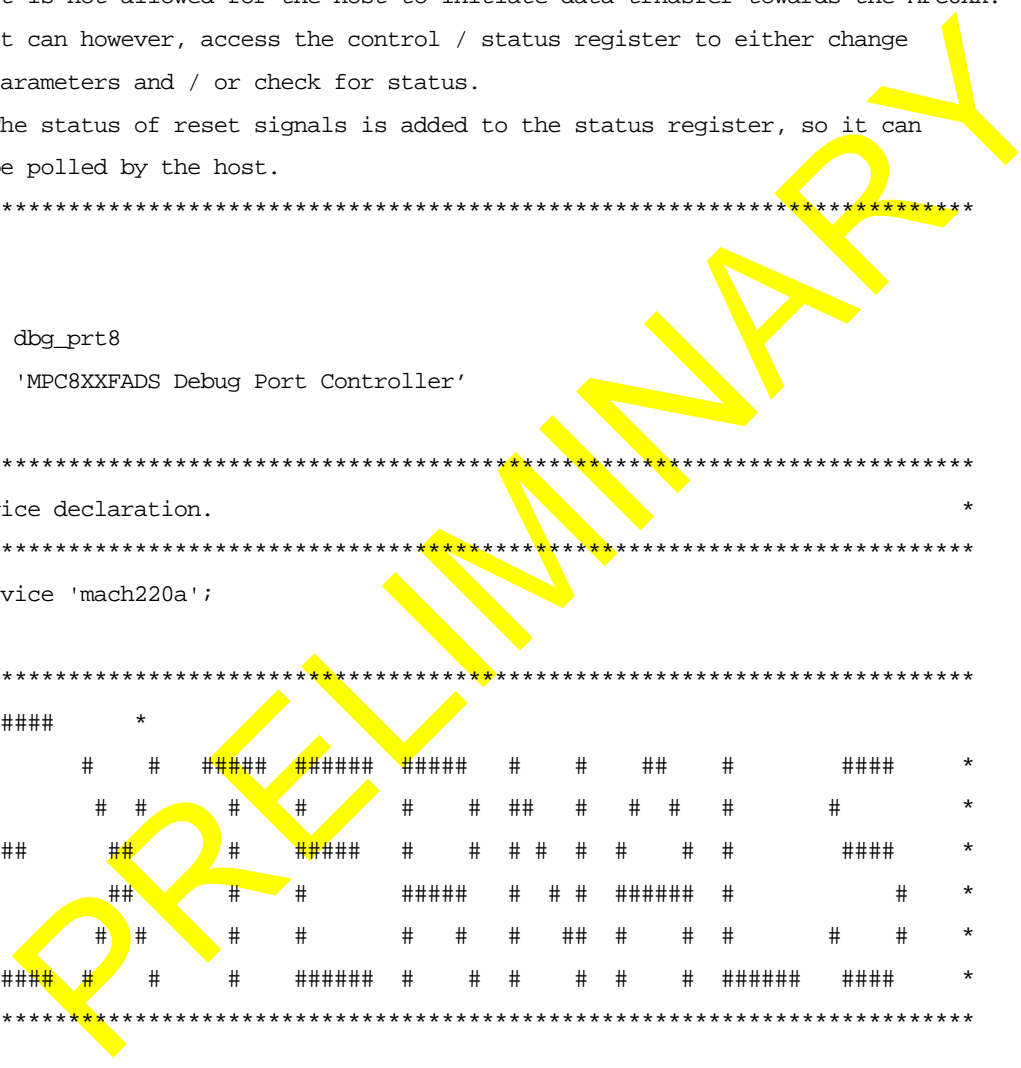 t is not allowed for the host to initiate data trnasfer towards the
t can however, access the control / status register to either change
arameters and / or check for status.
he status of reset signals is added to the status register, so it can
e polled by the host.
*************************************************************************
dbg_prt8
'MPC8XXFADS Debug Port Controller’
*************************************************************************
ice declaration. *
*************************************************************************
vice 'mach220a';
*************************************************************************
#### *
# # ##### ###### ##### # # ## # #### *
# # # # # # ## # # # # # *
## ## # ##### # # # # # # # # #### *
## # # ##### # # # ###### # # *
# # # # # # # ## # # # # # *
#### # # # ###### # # # # # # ###### #### *
*************************************************************************
PRELIMINARY